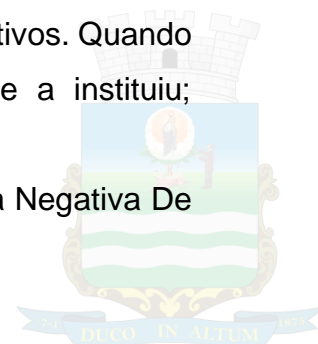 tivos. Quando
e a instituiu;
a Negativa De
DUCO IN ALTUM